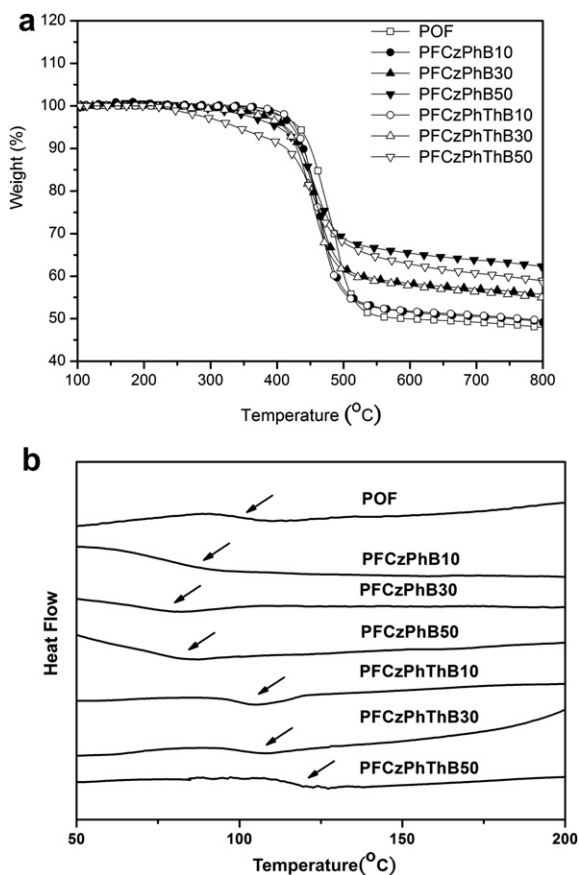 a
120
110
100
90
80
70
60
50
40
Weight (%)
POF
PFCzPhB10
PFCzPhB30
PFCzPhB50
PFCzPhThB10
PFCzPhThB30
PFCzPhThB50
100 200 300 400 500 600 700 800
Temperature (°C)
b
POF
PFCzPhB10
PFCzPhB30
PFCzPhB50
PFCzPhThB10
PFCzPhThB30
PFCzPhThB50
Heat Flow
50 100 150 200
Temperature(°C)